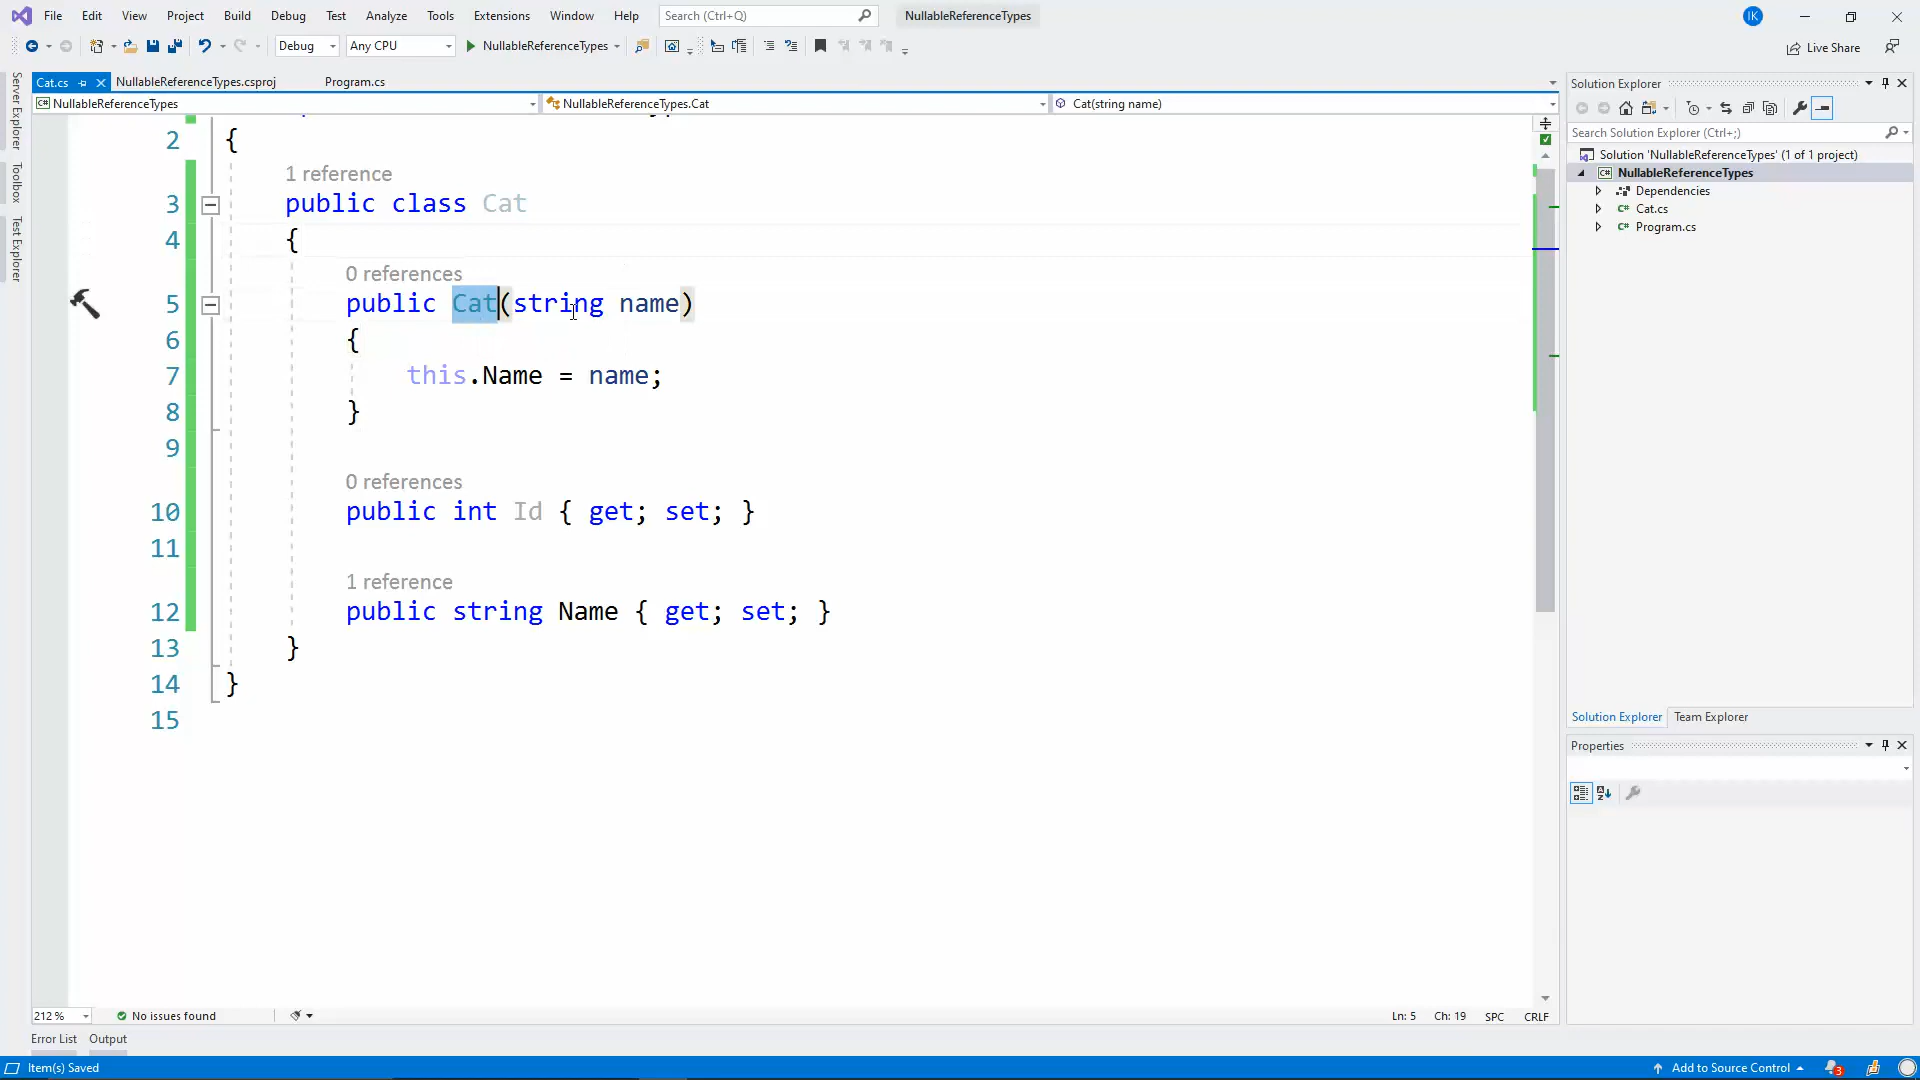 File Edit View Project Build Debug Test Analyze Tools Extensions Window Help Search (Ctrl+Q) NullableReferenceTypes IK
Debug Any CPU NullableReferenceTypes Live Share
Cat.cs NullableReferenceTypes.csproj Program.cs
NullableReferenceTypes NullableReferenceTypes.Cat Cat(string name)
Server Explorer
Toolbox
Test Explorer
2 {
1 reference
3 public class Cat
4 {
0 references
5 public Cat(string name)
6 {
7 this.Name = name;
8 }
9
0 references
10 public int Id { get; set; }
11
1 reference
12 public string Name { get; set; }
13 }
14 }
15
212 % No issues found Ln: 5 Ch: 19 SPC CRLF
Error List Output
Solution Explorer
Search Solution Explorer (Ctrl+;)
Solution 'NullableReferenceTypes' (1 of 1 project)
C# NullableReferenceTypes
Dependencies
C# Cat.cs
C# Program.cs
Solution Explorer Team Explorer
Properties
Item(s) Saved Add to Source Control 3